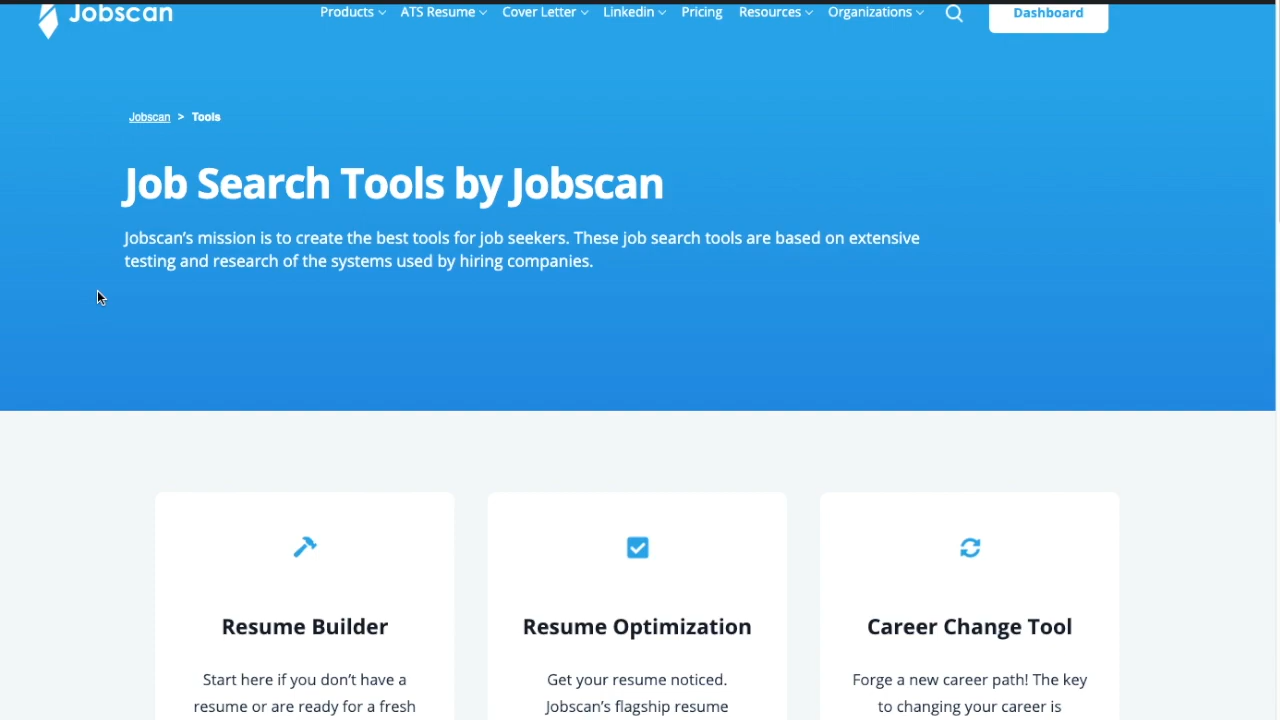 Jobscan
Products ATS Resume Cover Letter Linkedin Pricing Resources Organizations Dashboard
Jobscan > Tools
Job Search Tools by Jobscan
Jobscan’s mission is to create the best tools for job seekers. These job search tools are based on extensive
testing and research of the systems used by hiring companies.
Resume Builder
Start here if you don’t have a
resume or are ready for a fresh
Resume Optimization
Get your resume noticed.
Jobscan’s flagship resume
Career Change Tool
Forge a new career path! The key
to changing your career is